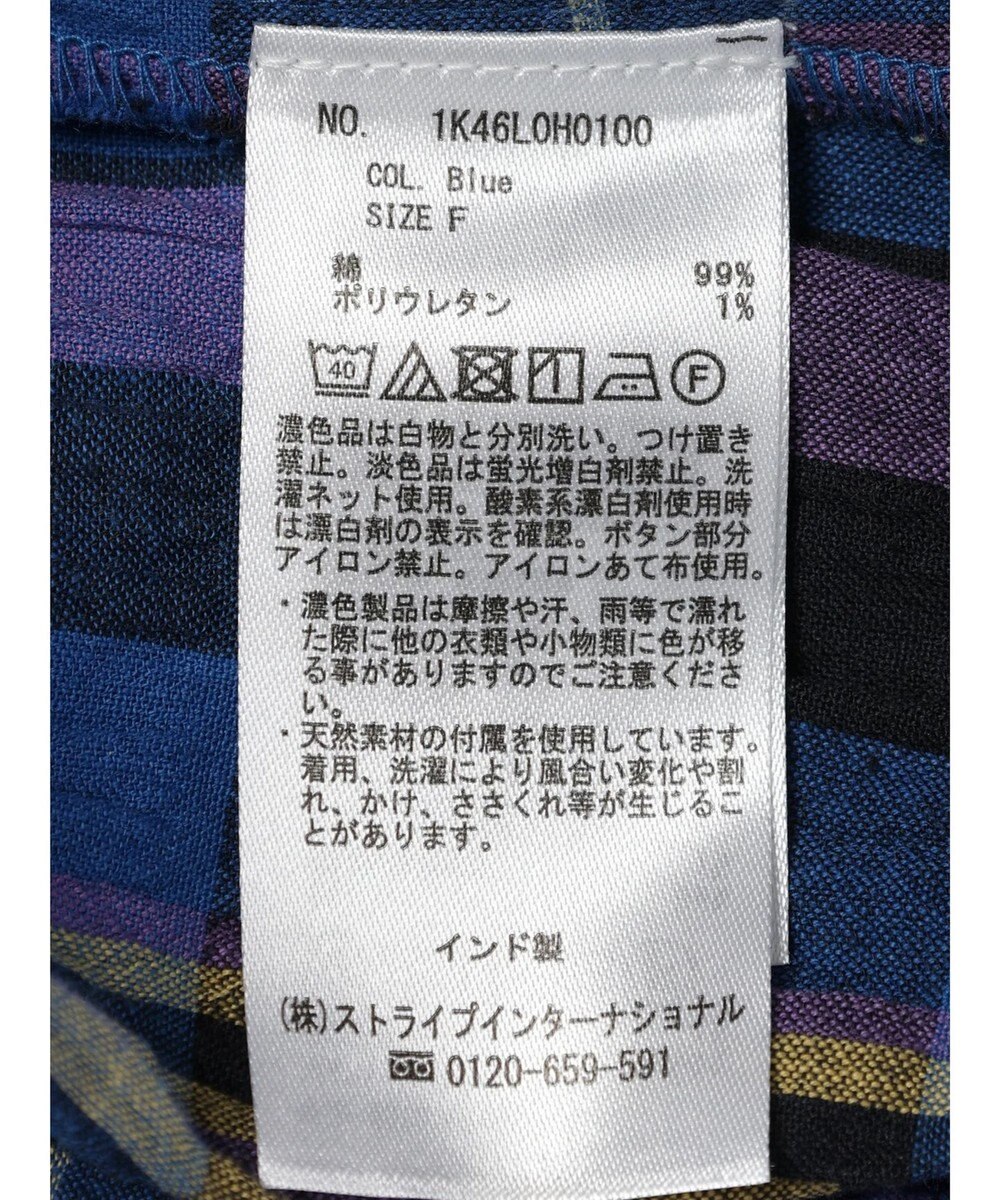 NO. 1K46L0H0100
COL. Blue
SIZE F
綿 99%
ポリウレタン 1%
40 F
濃色品は白物と分別洗い。つけ置き
禁止。淡色品は蛍光増白剤禁止。洗
濯ネット使用。酸素系漂白剤使用時
は漂白剤の表示を確認。ボタン部分
アイロン禁止。アイロンあて布使用。
・濃色製品は摩擦や汗、雨等で濡れ
た際に他の衣類や小物類に色が移
る事がありますのでご注意くださ
い。
・天然素材の付属を使用しています。
着用、洗濯により風合い変化や割
れ、かけ、ささくれ等が生じるこ
とがあります。
インド製
(株)ストライプインターナショナル
0120-659-591